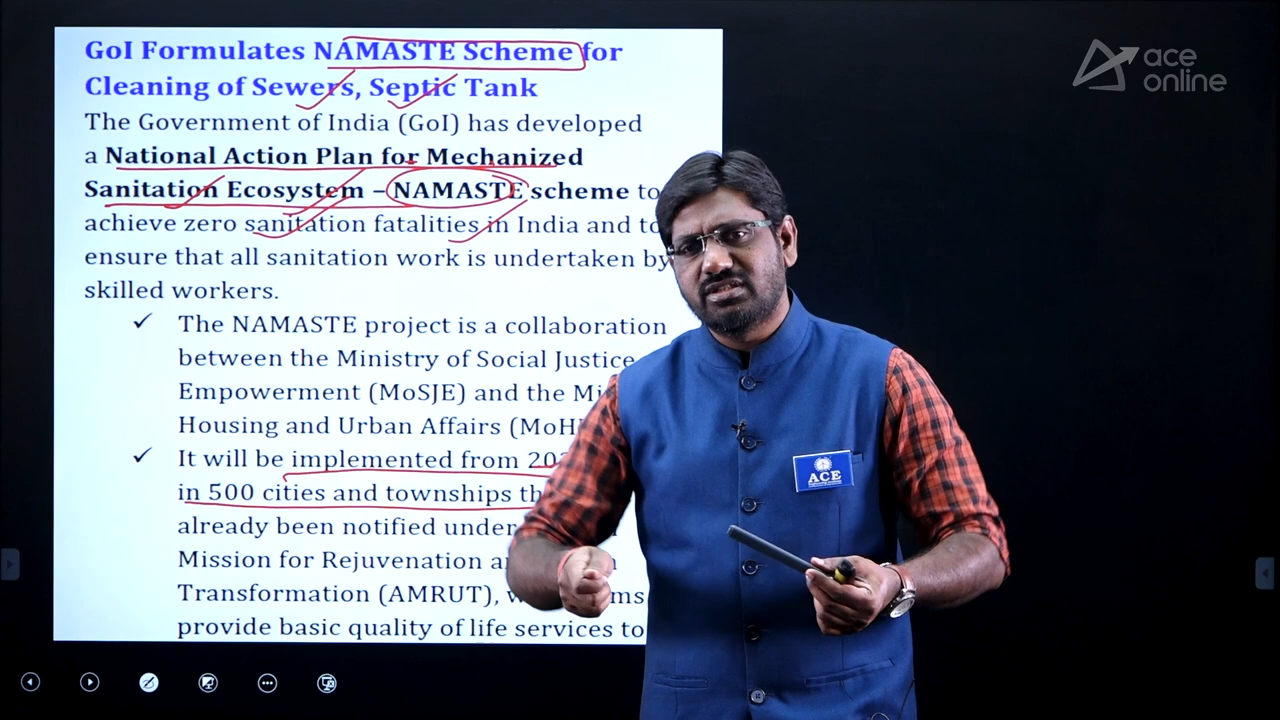 GoI Formulates NAMASTE Scheme for
Cleaning of Sewers, Septic Tank
The Government of India (GoI) has developed
a National Action Plan for Mechanized
Sanitation Ecosystem – NAMASTE scheme to
achieve zero sanitation fatalities in India and to
ensure that all sanitation work is undertaken by
skilled workers.
✓ The NAMASTE project is a collaboration
between the Ministry of Social Justice
Empowerment (MoSJE) and the
Housing and Urban Affairs
✓ It will be implemented from
in 500 cities and townships
already been notified under
Mission for Rejuvenation
Transformation (AMRUT),
provide basic quality of life services to
ace
online
ACE